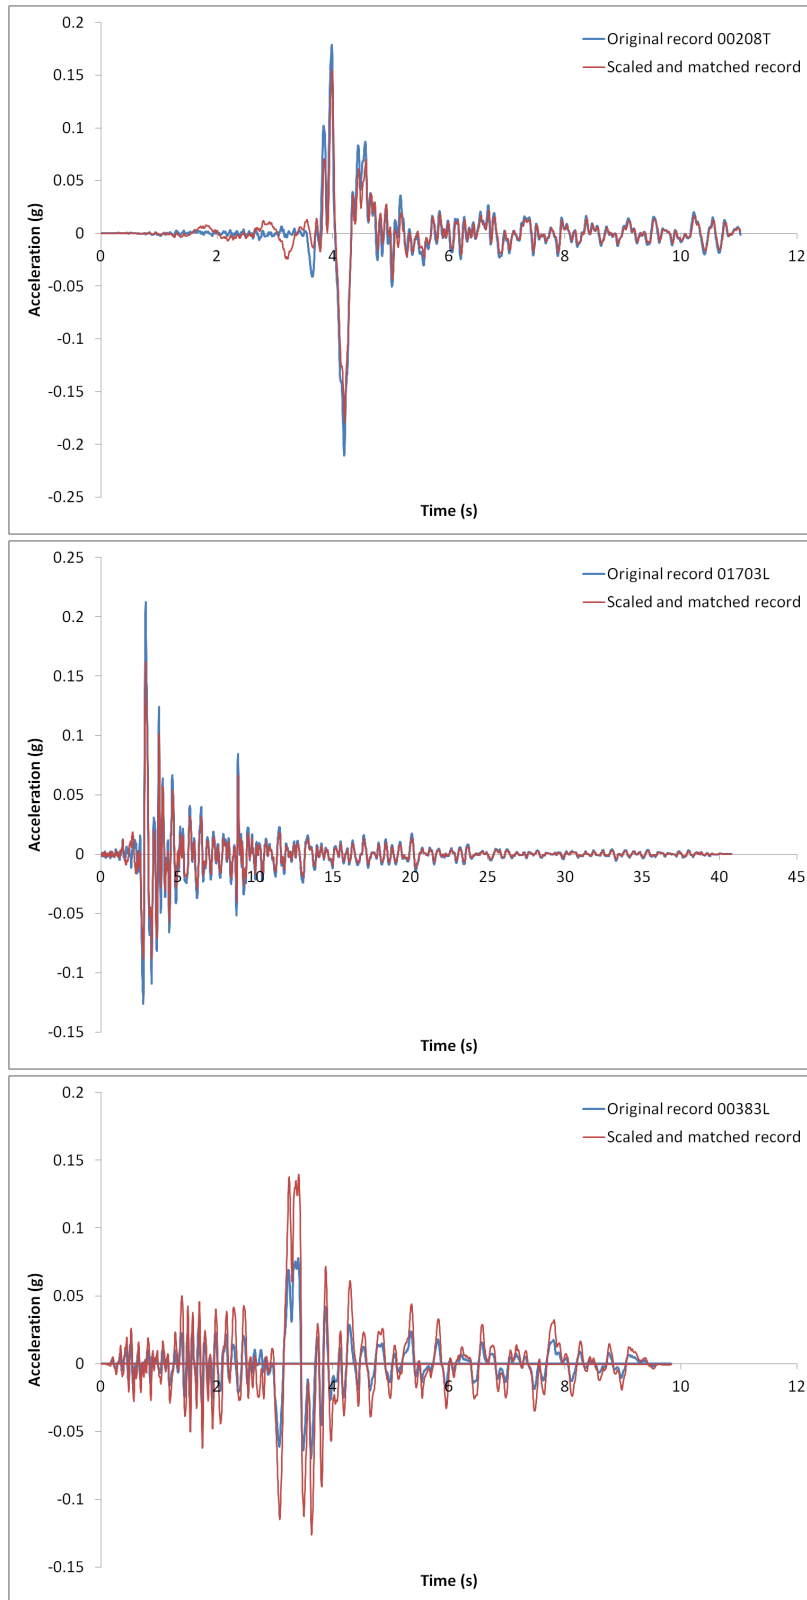 0.2
Original record 00208T
0.15
Scaled and matched record
0.1
0.05
0
0 2 4 6 8 10 12
-0.05
-0.1
-0.15
-0.2
-0.25
Acceleration (g)
Time (s)
0.25
Original record 01703L
0.2
Scaled and matched record
0.15
0.1
0.05
0
0 5 10 15 20 25 30 35 40 45
-0.05
-0.1
-0.15
Acceleration (g)
Time (s)
0.2
Original record 00383L
0.15
Scaled and matched record
0.1
0.05
0
0 2 4 6 8 10 12
-0.05
-0.1
-0.15
Acceleration (g)
Time (s)